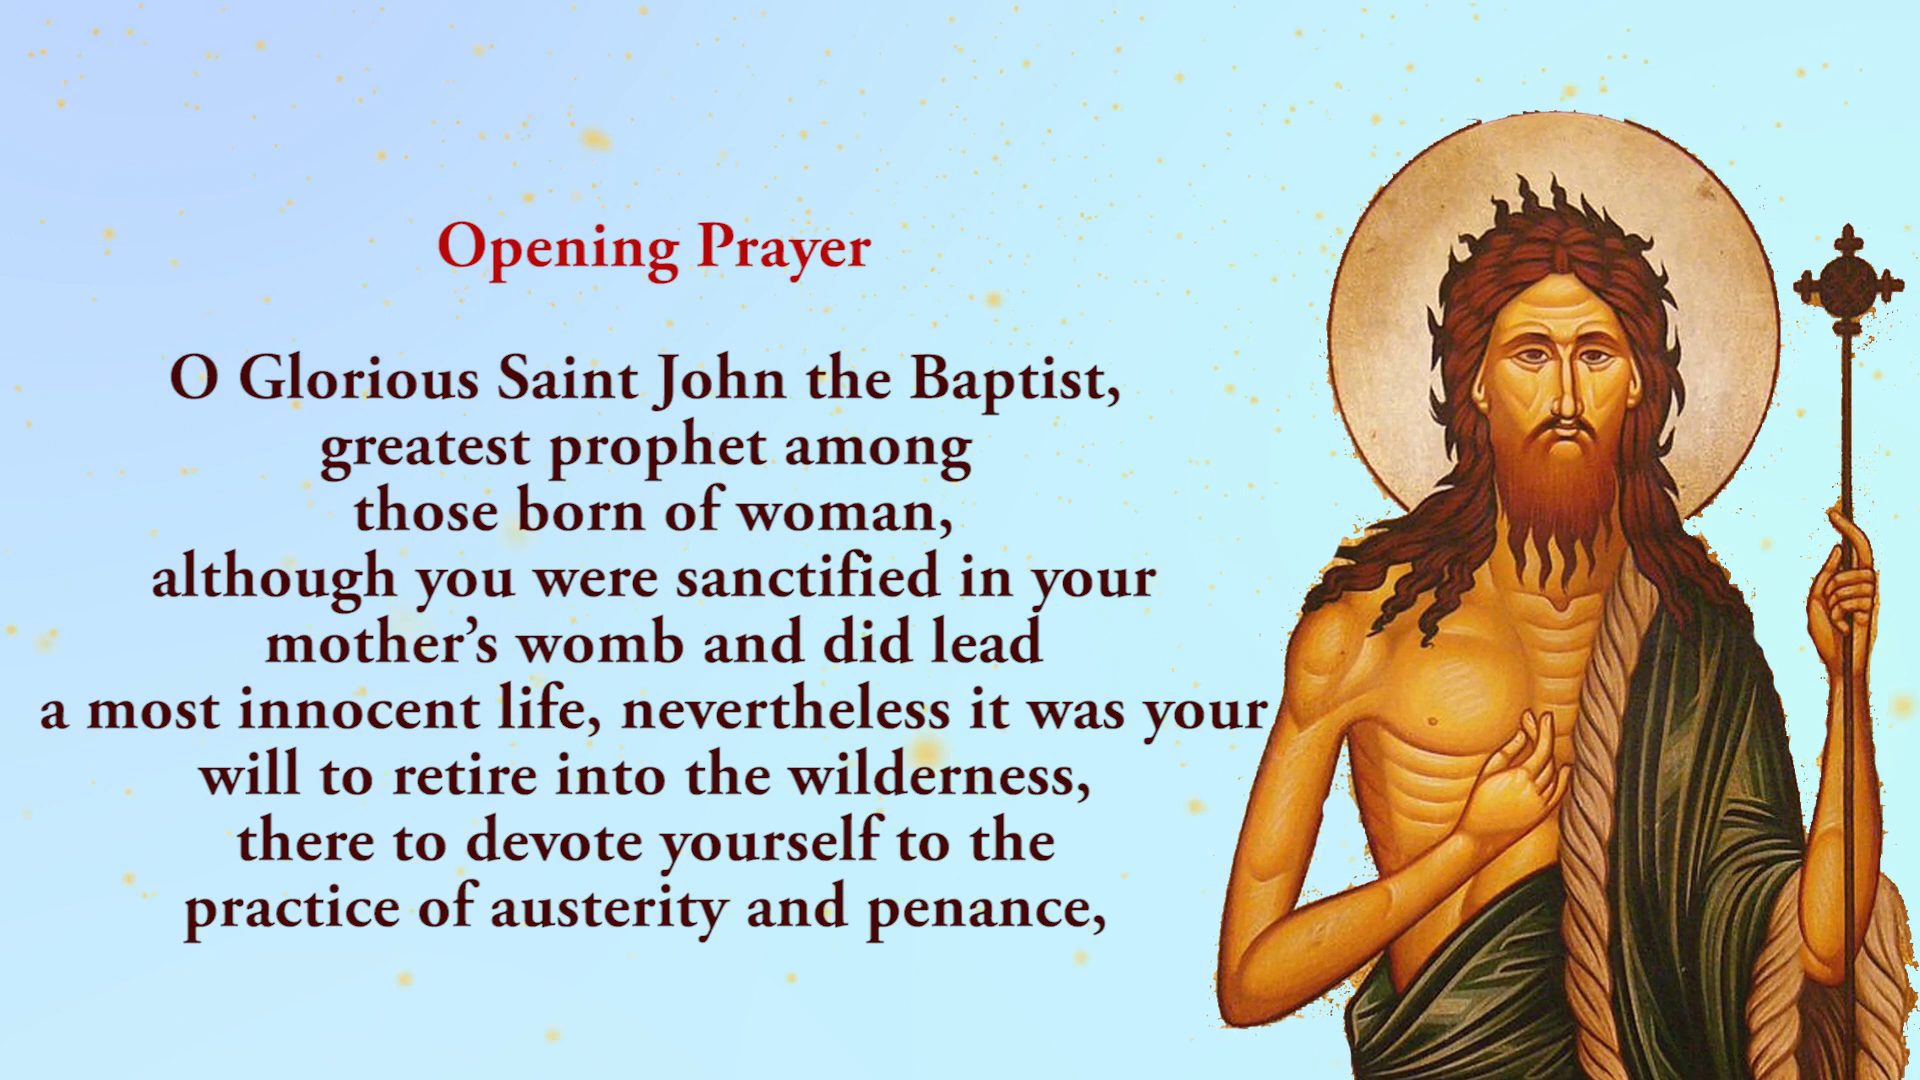 Opening Prayer
O Glorious Saint John the Baptist,
greatest prophet among
those born of woman,
although you were sanctified in your
mother’s womb and did lead
a most innocent life, nevertheless it was your
will to retire into the wilderness,
there to devote yourself to the
practice of austerity and penance,